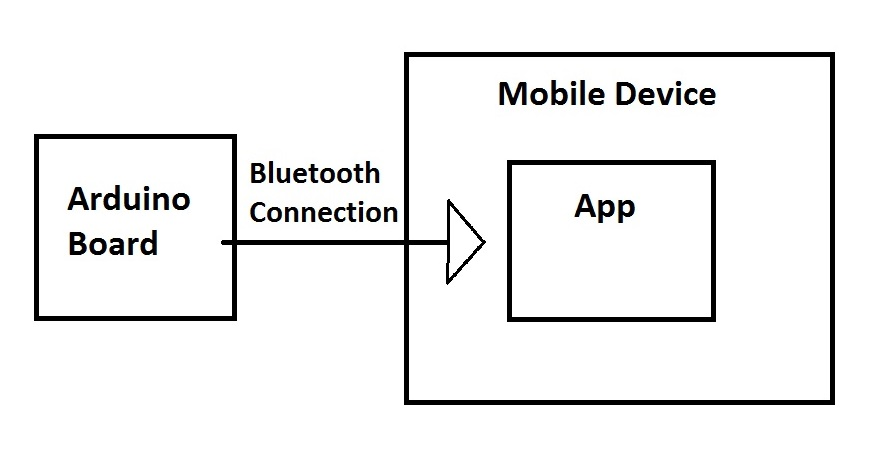 Mobile Device
Arduino
Board
Bluetooth
Connection
App